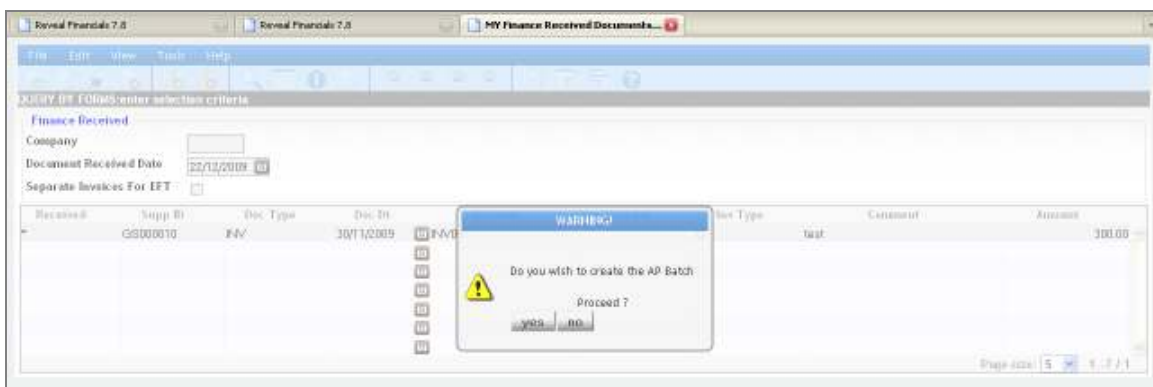 Reveal Financials 7.8 Reveal Financials 7.8 MY Finance Received Documents...
File Edit View Tools Help
QUERY BY FORMS:enter selection criteria
Finance Received
Company
Document Received Date 22/12/2009
Separate Invoices For EFT
Received Supp ID Doc Type Doc Dt Type Comment Amount
* GS000010 INV 30/11/2009 test 300.00
WARNING!
Do you wish to create the AP Batch
Proceed ?
yes no
Page size: 5